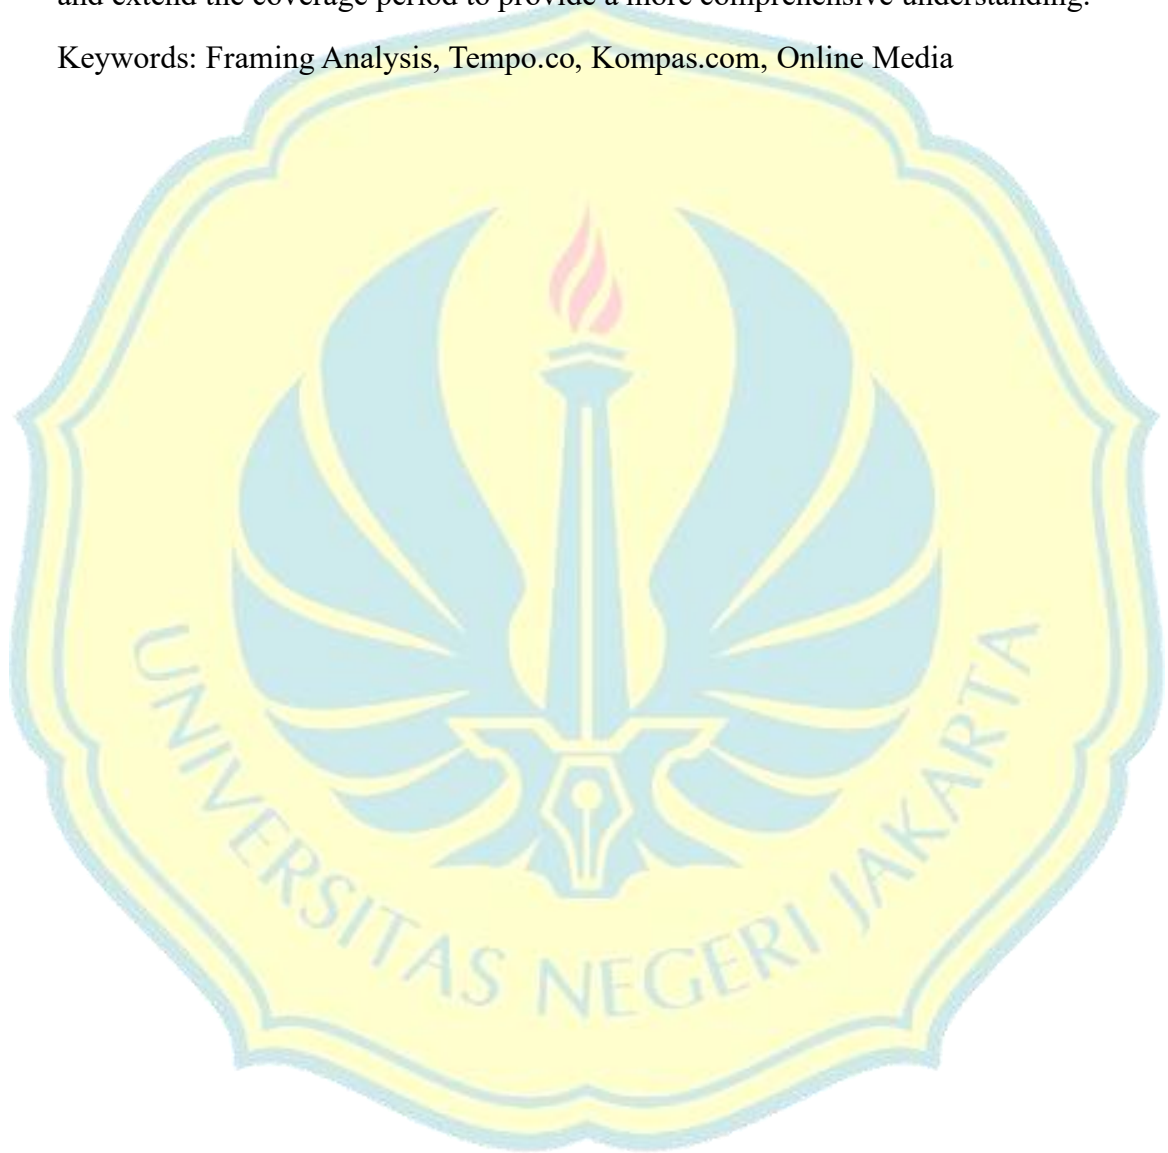 and extend the coverage period to provide a more comprehensive understanding.
Keywords: Framing Analysis, Tempo.co, Kompas.com, Online Media
UNIVERSITAS NEGERI JAKARTA